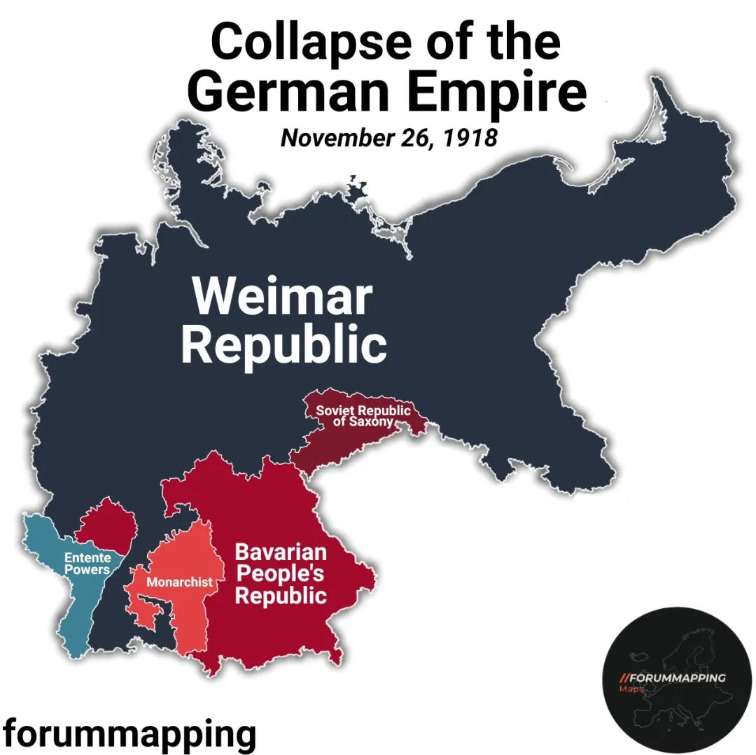 Collapse of the
German Empire
November 26, 1918
Weimar
Republic
Soviet Republic
of Saxony
Entente
Powers
Monarchist
Bavarian
People's
Republic
//FORUMMAPPING
Maps
forummapping